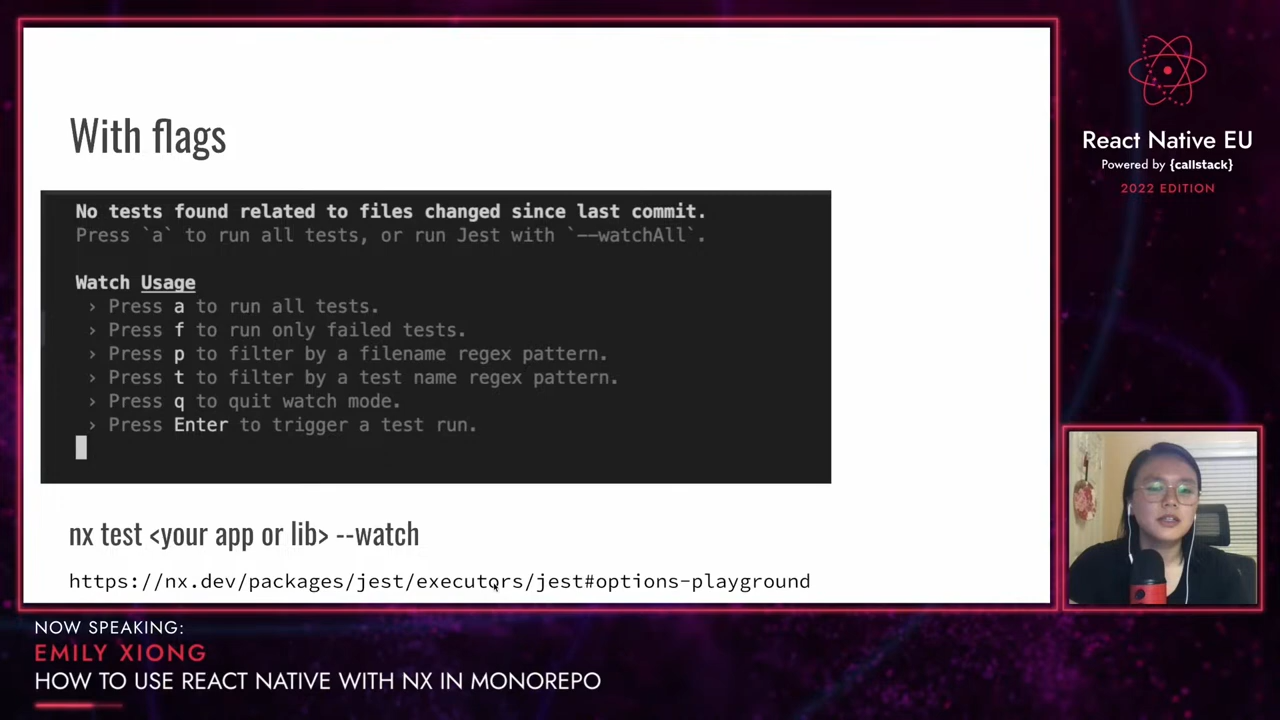 With flags
No tests found related to files changed since last commit.
Press `a` to run all tests, or run Jest with `--watchAll`.
Watch Usage
› Press a to run all tests.
› Press f to run only failed tests.
› Press p to filter by a filename regex pattern.
› Press t to filter by a test name regex pattern.
› Press q to quit watch mode.
› Press Enter to trigger a test run.
nx test <your app or lib> --watch
https://nx.dev/packages/jest/executors/jest#options-playground
React Native EU
Powered by {callstack}
2022 EDITION
NOW SPEAKING:
EMILY XIONG
HOW TO USE REACT NATIVE WITH NX IN MONOREPO